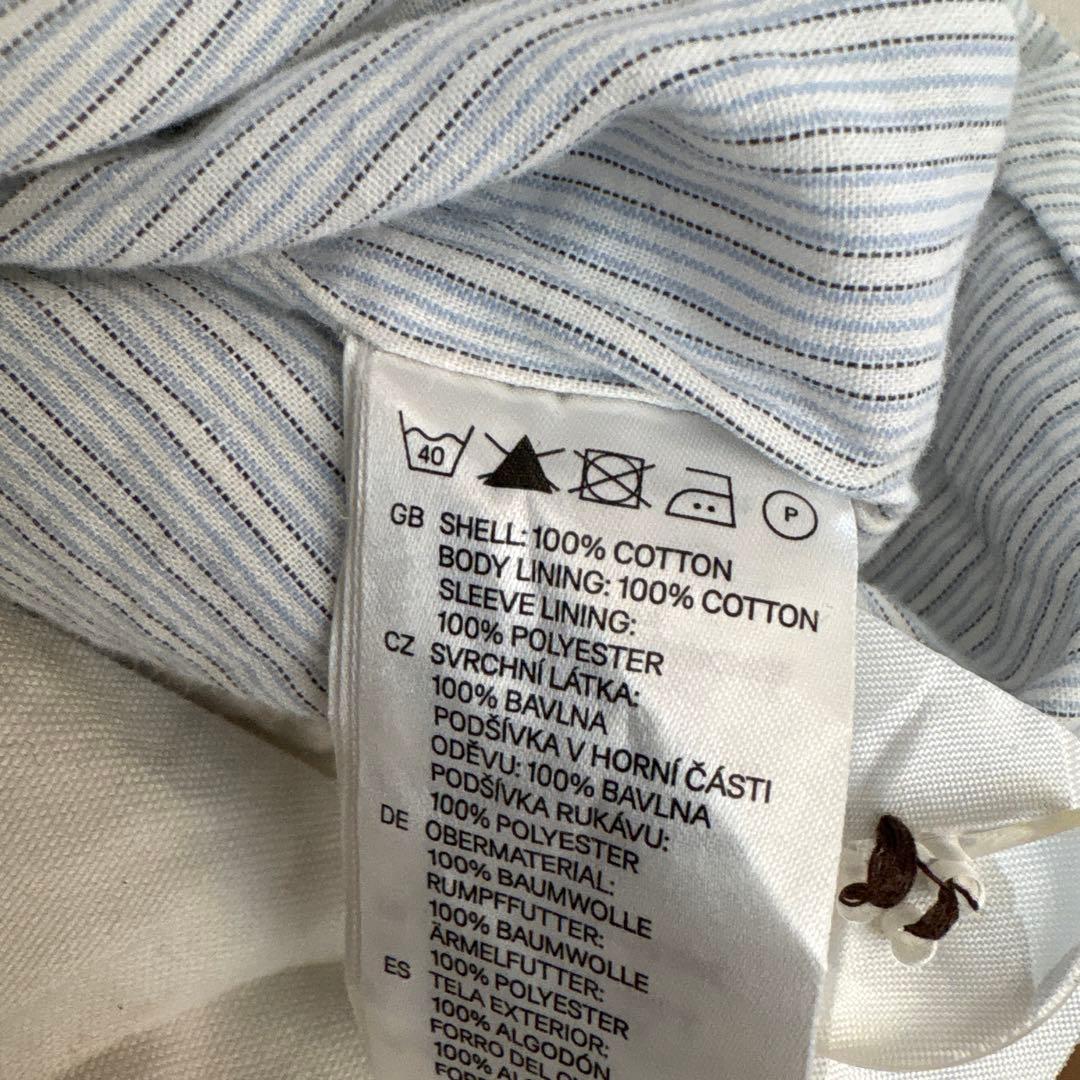 40
P
GB SHELL: 100% COTTON
BODY LINING: 100% COTTON
SLEEVE LINING:
100% POLYESTER
CZ SVRCHNÍ LÁTKA:
100% BAVLNA
PODŠÍVKA V HORNÍ ČÁSTI
ODĚVU: 100% BAVLNA
PODŠÍVKA RUKÁVU:
100% POLYESTER
DE OBERMATERIAL:
100% BAUMWOLLE
RUMPFFUTTER:
100% BAUMWOLLE
ÄRMELFUTTER:
100% POLYESTER
ES TELA EXTERIOR:
100% ALGODÓN
FORRO DEL
100%